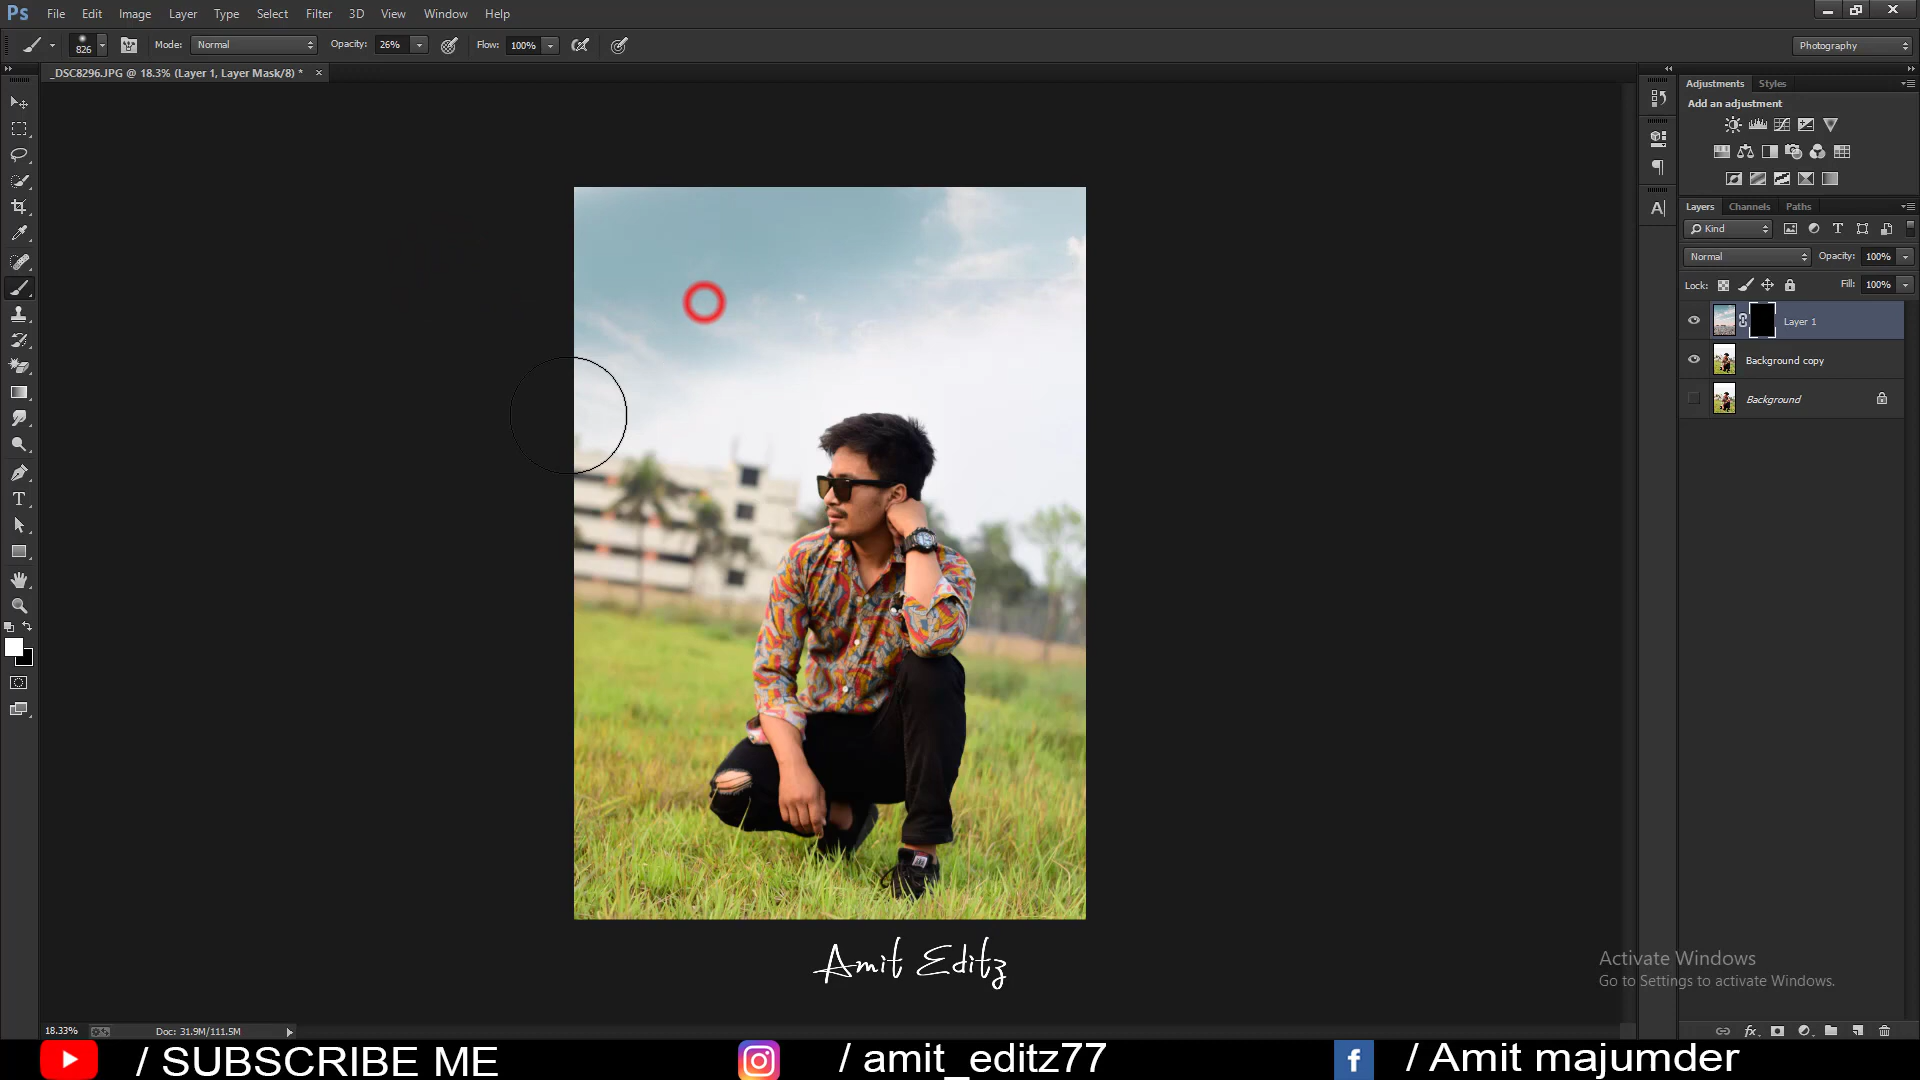 Ps File Edit Image Layer Type Select Filter 3D View Window Help
826 Mode: Normal Opacity: 26% Flow: 100% Photography
_DSC8296.JPG @ 18.3% (Layer 1, Layer Mask/8) * ×
Adjustments Styles
Add an adjustment
Layers Channels Paths
Kind
Normal Opacity: 100%
Lock: Fill: 100%
Layer 1
Background copy
Background
Amit Editz
Activate Windows
Go to Settings to activate Windows.
18.33% Doc: 31.9M/111.5M
/ SUBSCRIBE ME / amit_editz77 / Amit majumder